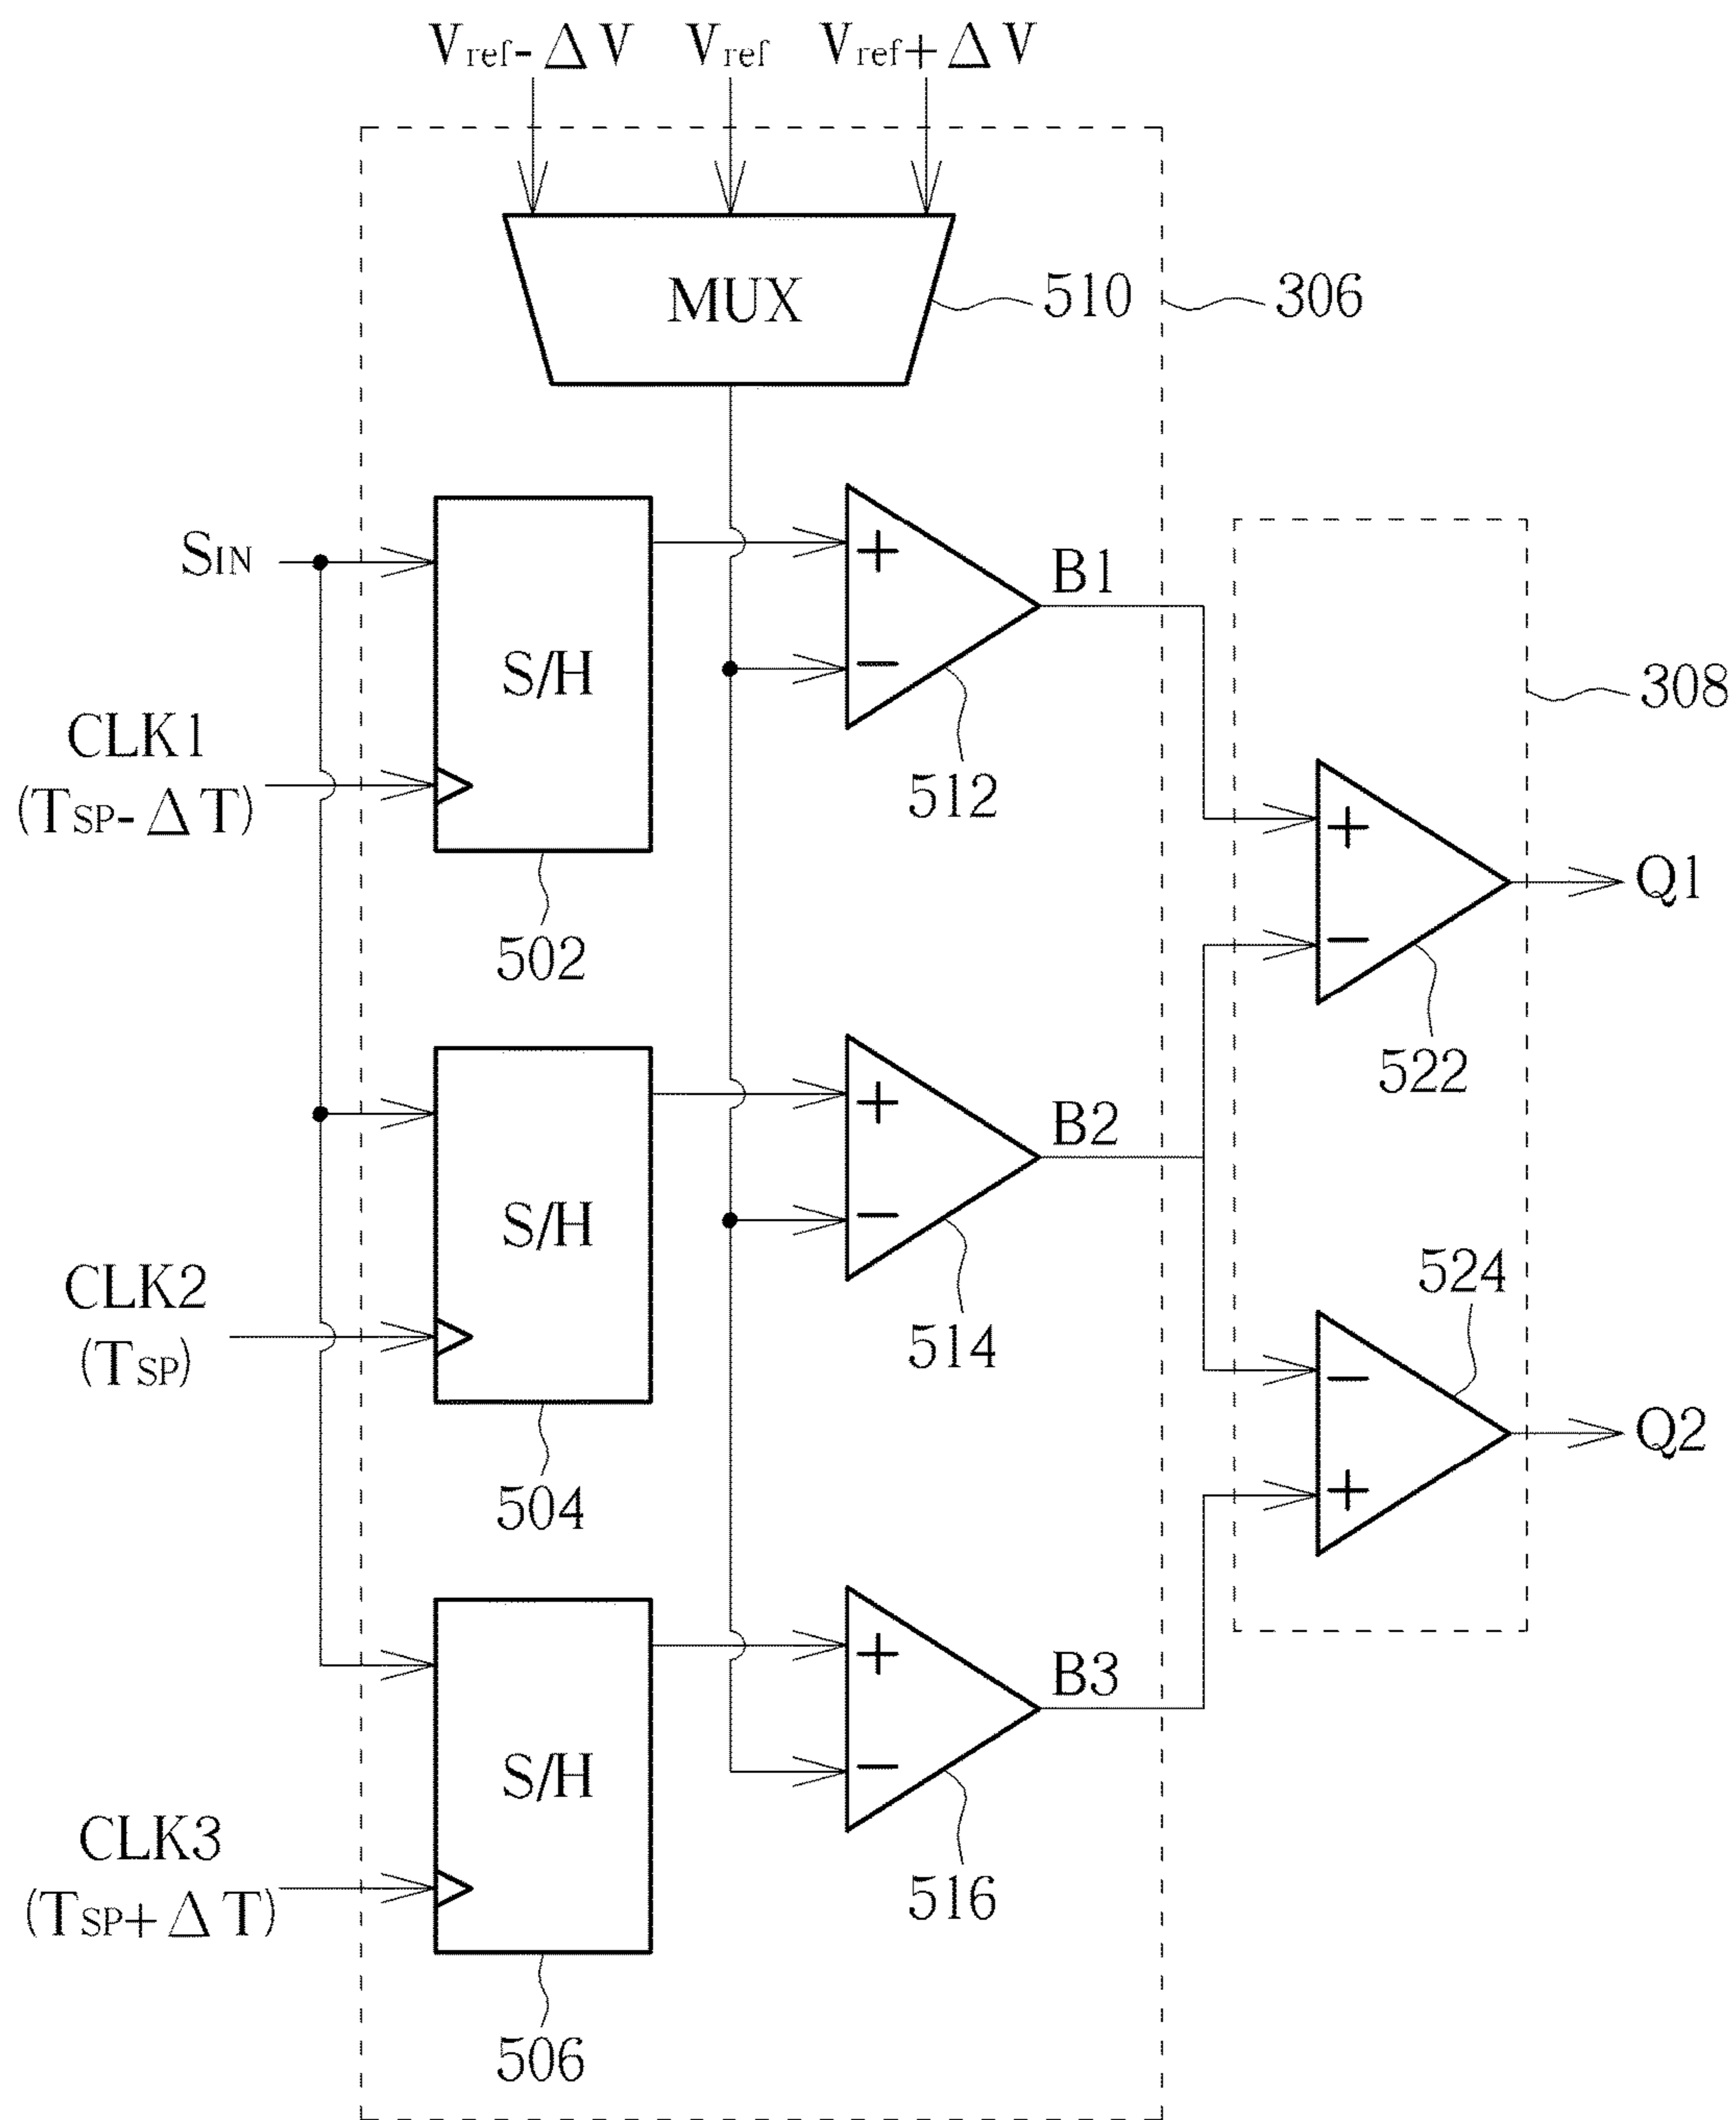 Vref-ΔV Vref Vref+ΔV
MUX
510
306
SIN
S/H
+
−
B1
CLK1
(TSP-ΔT)
502
512
308
+
−
Q1
522
S/H
+
−
B2
CLK2
(TSP)
504
514
524
−
+
Q2
S/H
+
−
B3
CLK3
(TSP+ΔT)
506
516